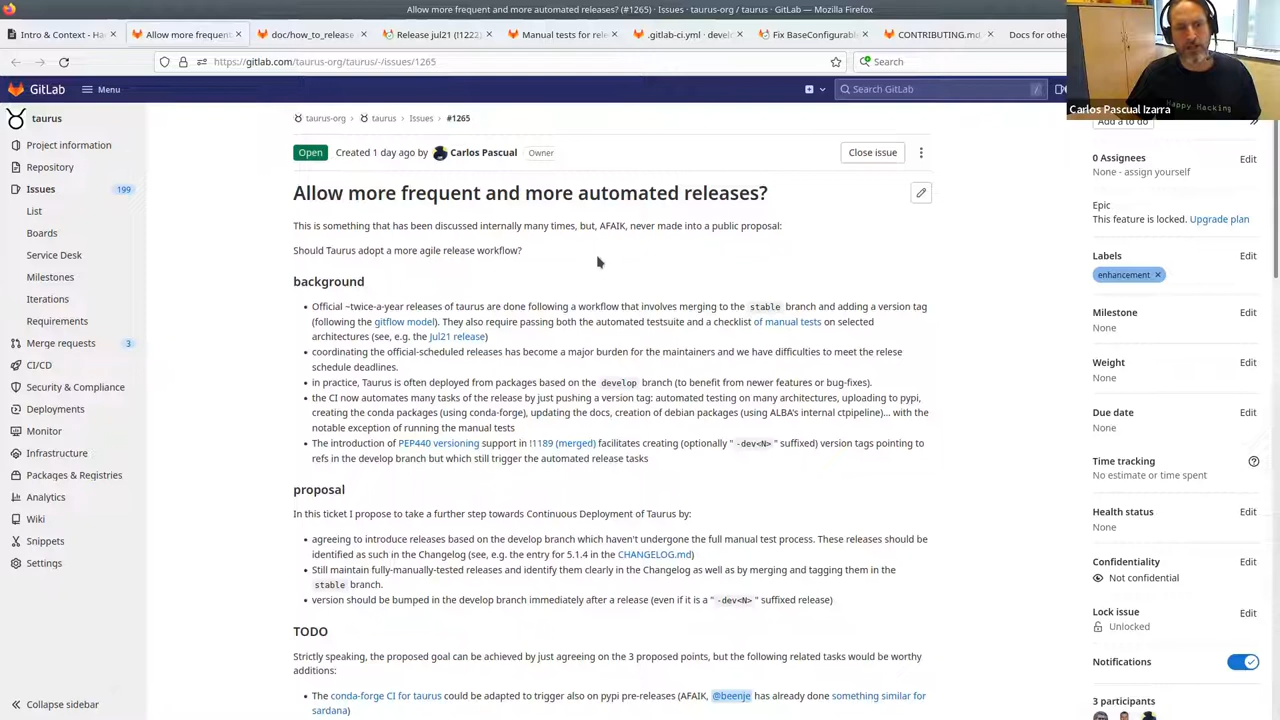 Allow more frequent and more automated releases? (#1265) · Issues · taurus-org / taurus · GitLab — Mozilla Firefox
Intro & Context - Ha
Allow more frequent
doc/how_to_release
Release jul21 (!1222)
Manual tests for rele
.gitlab-ci.yml · devel
Fix BaseConfigurable
CONTRIBUTING.md
Docs for othe
https://gitlab.com/taurus-org/taurus/-/issues/1265
Search
GitLab
Menu
Search GitLab
/
Happy Hacking
Carlos Pascual Izarra
taurus
Project information
Repository
Issues
199
List
Boards
Service Desk
Milestones
Iterations
Requirements
Merge requests
3
CI/CD
Security & Compliance
Deployments
Monitor
Infrastructure
Packages & Registries
Analytics
Wiki
Snippets
Settings
Collapse sidebar
taurus-org › taurus › Issues › #1265
Open Created 1 day ago by Carlos Pascual Owner
Close issue
Allow more frequent and more automated releases?
This is something that has been discussed internally many times, but, AFAIK, never made into a public proposal:
Should Taurus adopt a more agile release workflow?
background
• Official ~twice-a-year releases of taurus are done following a workflow that involves merging to the stable branch and adding a version tag
(following the gitflow model). They also require passing both the automated testsuite and a checklist of manual tests on selected
architectures (see, e.g. the Jul21 release)
• coordinating the official-scheduled releases has become a major burden for the maintainers and we have difficulties to meet the relese
schedule deadlines.
• in practice, Taurus is often deployed from packages based on the develop branch (to benefit from newer features or bug-fixes).
• the CI now automates many tasks of the release by just pushing a version tag: automated testing on many architectures, uploading to pypi,
creating the conda packages (using conda-forge), updating the docs, creation of debian packages (using ALBA's internal ctpipeline)... with the
notable exception of running the manual tests
• The introduction of PEP440 versioning support in !1189 (merged) facilitates creating (optionally "-dev<N>" suffixed) version tags pointing to
refs in the develop branch but which still trigger the automated release tasks
proposal
In this ticket I propose to take a further step towards Continuous Deployment of Taurus by:
• agreeing to introduce releases based on the develop branch which haven't undergone the full manual test process. These releases should be
identified as such in the Changelog (see, e.g. the entry for 5.1.4 in the CHANGELOG.md)
• Still maintain fully-manually-tested releases and identify them clearly in the Changelog as well as by merging and tagging them in the
stable branch.
• version should be bumped in the develop branch immediately after a release (even if it is a "-dev<N>" suffixed release)
TODO
Strictly speaking, the proposed goal can be achieved by just agreeing on the 3 proposed points, but the following related tasks would be worthy
additions:
• The conda-forge CI for taurus could be adapted to trigger also on pypi pre-releases (AFAIK, @beenje has already done something similar for
sardana)
Add a to do
0 Assignees
Edit
None - assign yourself
Epic
This feature is locked. Upgrade plan
Labels
Edit
enhancement ×
Milestone
Edit
None
Weight
Edit
None
Due date
Edit
None
Time tracking
No estimate or time spent
Health status
Edit
None
Confidentiality
Edit
Not confidential
Lock issue
Edit
Unlocked
Notifications
3 participants